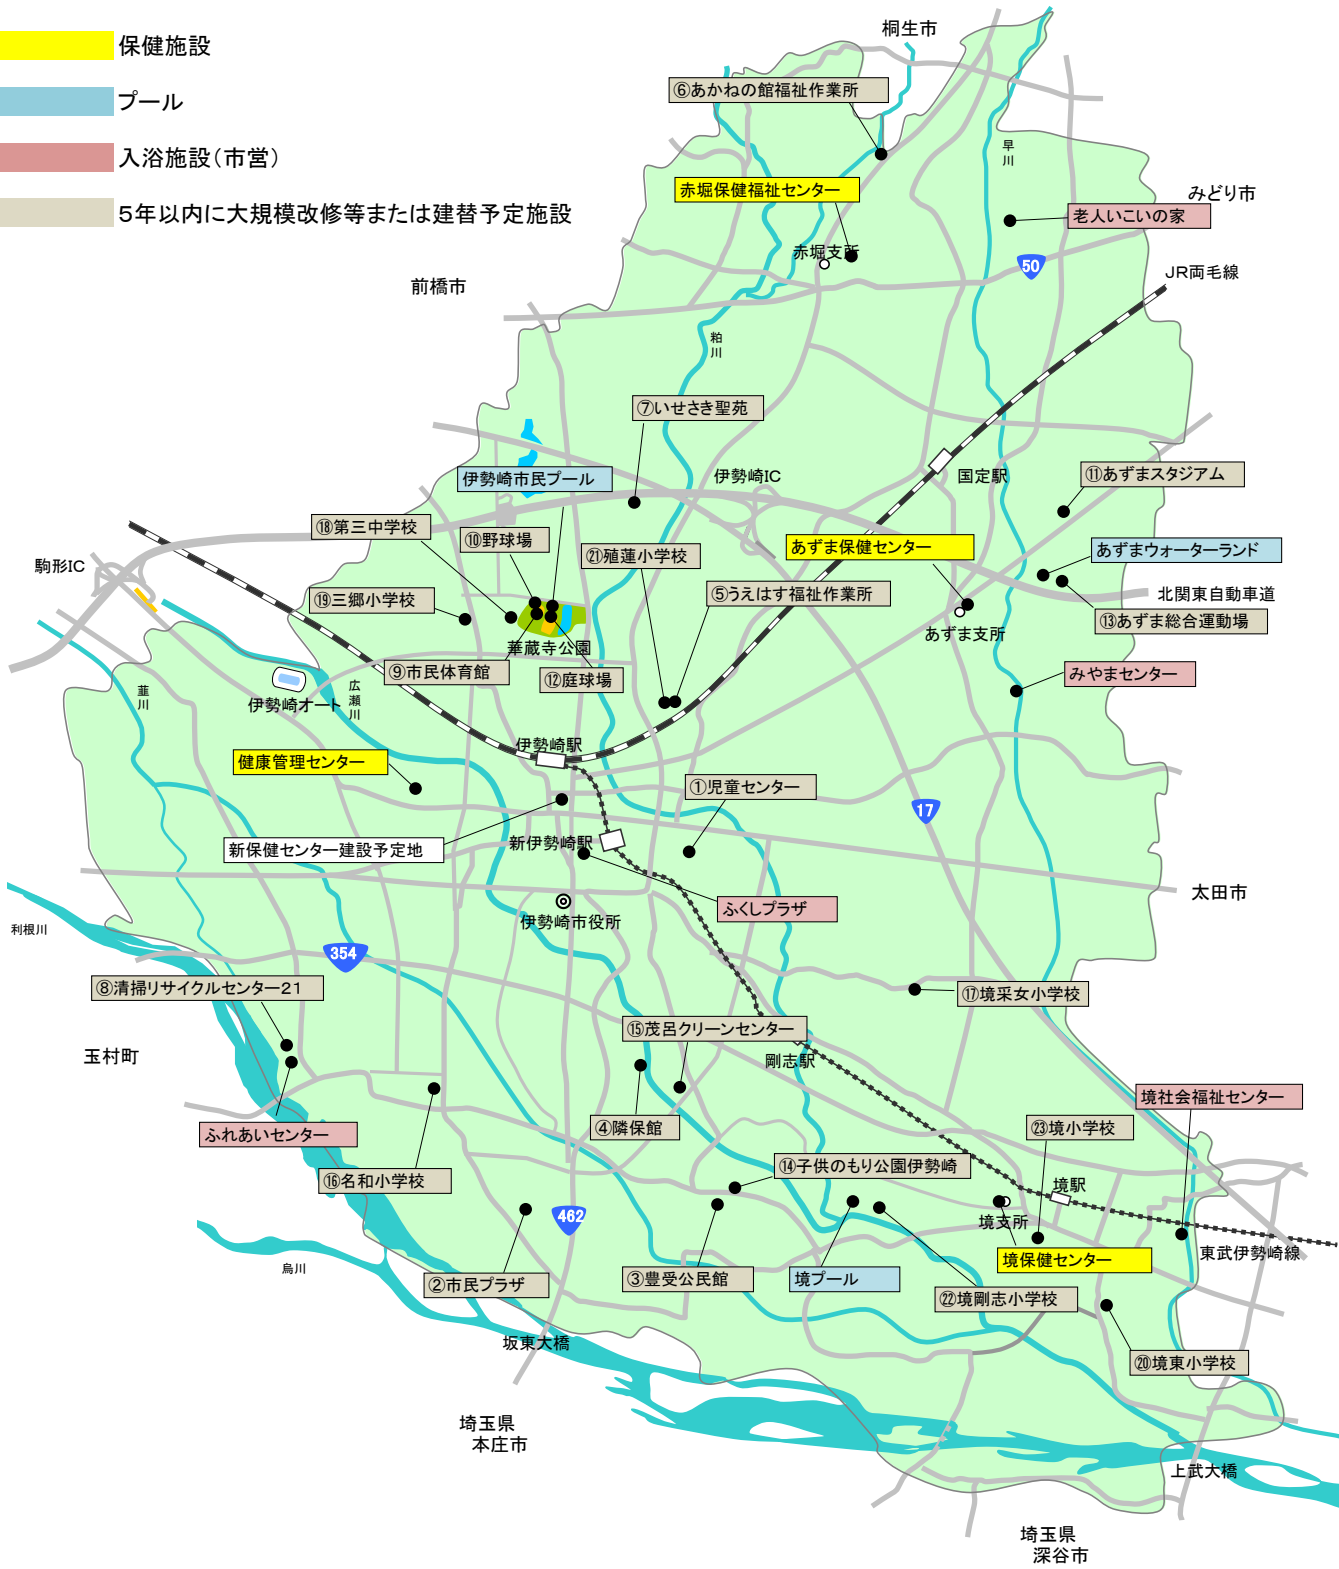 保健施設
プール
入浴施設（市営）
5年以内に大規模改修等または建替予定施設
桐生市
⑥あかねの館福祉作業所
早川
赤堀保健福祉センター
みどり市
老人いこいの家
赤堀支所
50
JR両毛線
前橋市
粕川
⑦いせさき聖苑
伊勢崎市民プール
伊勢崎IC
国定駅
⑪あずまスタジアム
⑱第三中学校
⑩野球場
㉑殖蓮小学校
あずま保健センター
あずまウォーターランド
駒形IC
⑲三郷小学校
⑤うえはす福祉作業所
北関東自動車道
⑬あずま総合運動場
あずま支所
華蔵寺公園
⑨市民体育館
⑫庭球場
みやまセンター
韮川
広瀬川
伊勢崎オート
伊勢崎駅
健康管理センター
①児童センター
17
新保健センター建設予定地
新伊勢崎駅
太田市
ふくしプラザ
利根川
伊勢崎市役所
354
⑧清掃リサイクルセンター21
⑰境采女小学校
⑮茂呂クリーンセンター
玉村町
剛志駅
境社会福祉センター
ふれあいセンター
④隣保館
㉓境小学校
⑯名和小学校
⑭子供のもり公園伊勢崎
境駅
462
境支所
東武伊勢崎線
境保健センター
烏川
②市民プラザ
③豊受公民館
境プール
㉒境剛志小学校
坂東大橋
⑳境東小学校
埼玉県
本庄市
上武大橋
埼玉県
深谷市